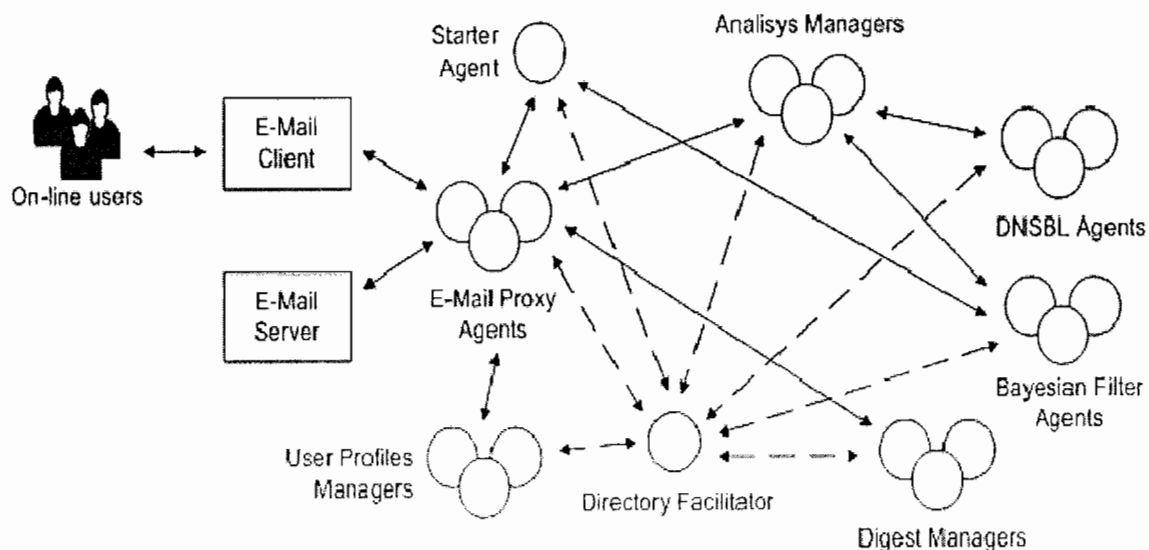 Starter
Agent
Analisys Managers
E-Mail
Client
On-line users
DNSBL Agents
E-Mail
Server
E-Mail Proxy
Agents
Bayesian Filter
Agents
User Profiles
Managers
Directory Facilitator
Digest Managers